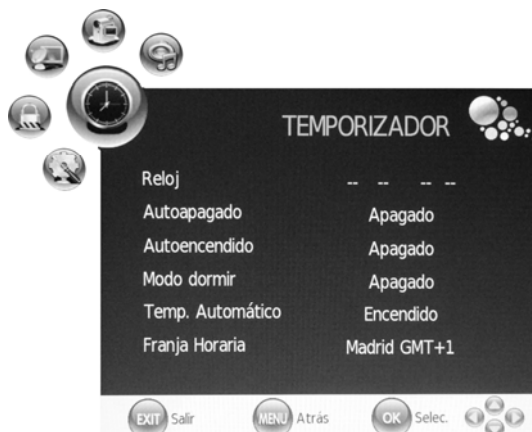 TEMPORIZADOR
Reloj -- -- -- --
Autoapagado Apagado
Autoencendido Apagado
Modo dormir Apagado
Temp. Automático Encendido
Franja Horaria Madrid GMT+1
EXIT Salir MENU Atrás OK Selec.